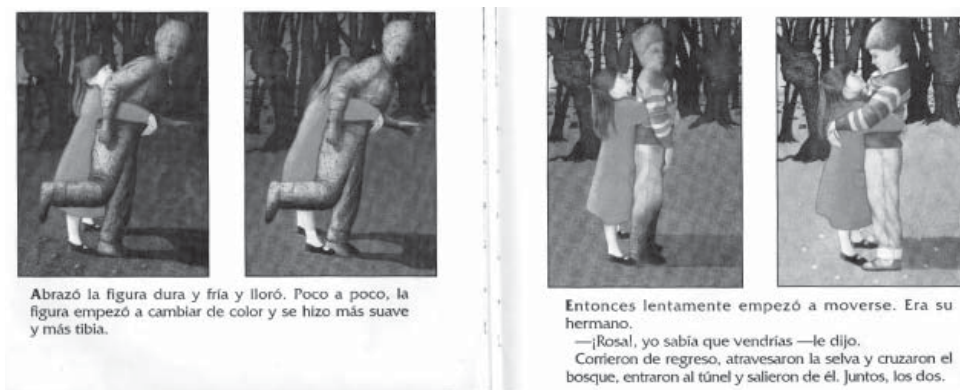 Abrazó la figura dura y fría y lloró. Poco a poco, la
figura empezó a cambiar de color y se hizo más suave
y más tibia.
Entonces lentamente empezó a moverse. Era su
hermano.
—¡Rosa!, yo sabía que vendrías —le dijo.
Corrieron de regreso, atravesaron la selva y cruzaron el
bosque, entraron al túnel y salieron de él. Juntos, los dos.